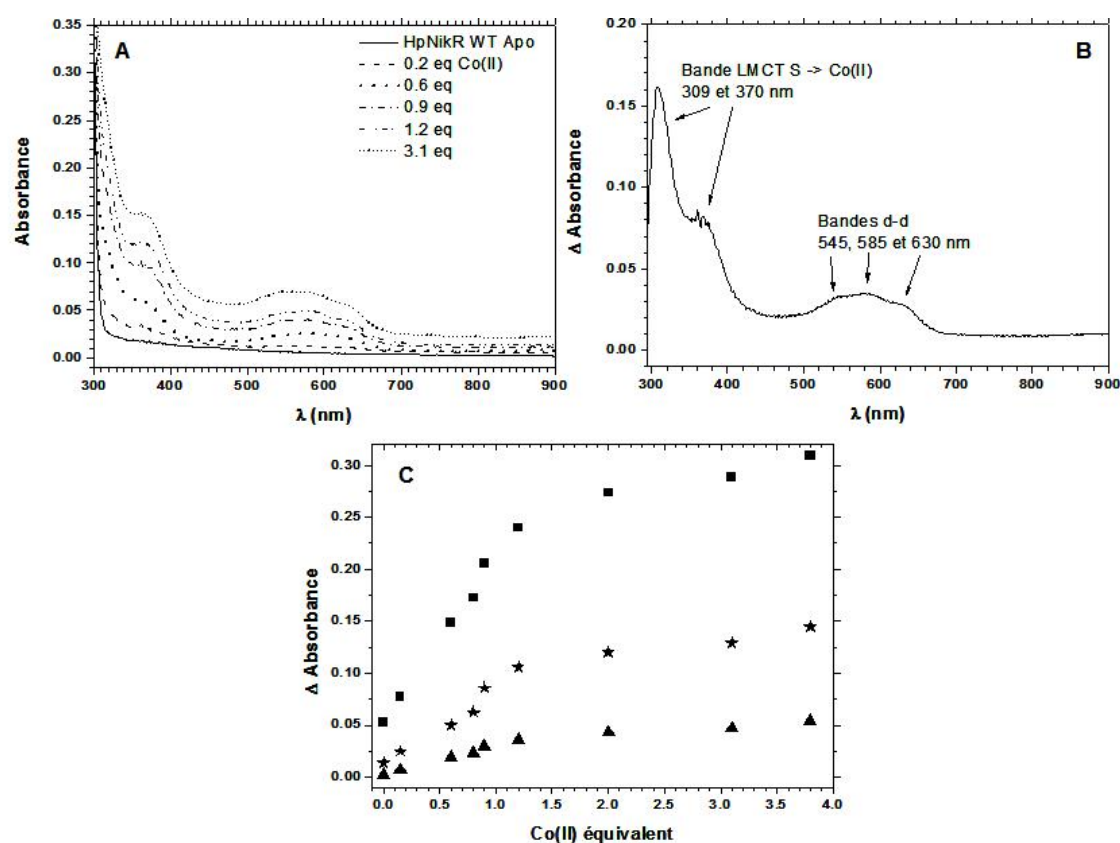 A
HpNikR WT Apo
0.2 eq Co(II)
0.6 eq
0.9 eq
1.2 eq
3.1 eq
0.35
0.30
0.25
0.20
0.15
0.10
0.05
0.00
Absorbance
300 400 500 600 700 800 900
λ (nm)
B
Bande LMCT S -> Co(II)
309 et 370 nm
Bandes d-d
545, 585 et 630 nm
0.20
0.15
0.10
0.05
0.00
Δ Absorbance
300 400 500 600 700 800 900
λ (nm)
C
0.30
0.25
0.20
0.15
0.10
0.05
0.00
Δ Absorbance
0.0 0.5 1.0 1.5 2.0 2.5 3.0 3.5 4.0
Co(II) équivalent